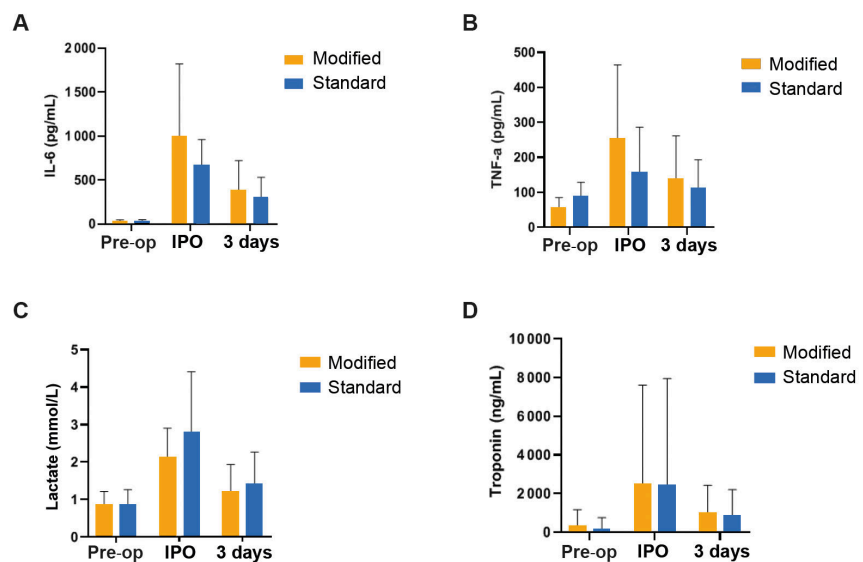 A
IL-6 (pg/mL)
2 000
1 500
1000
500
0
Pre-op IPO 3 days
Modified
Standard
B
TNF-a (pg/mL)
500
400
300
200
100
0
Pre-op IPO 3 days
Modified
Standard
C
Lactate (mmol/L)
5
4
3
2
1
0
Pre-op IPO 3 days
Modified
Standard
D
Troponin (ng/mL)
10 000
8 000
6 000
4 000
2 000
0
Pre-op IPO 3 days
Modified
Standard